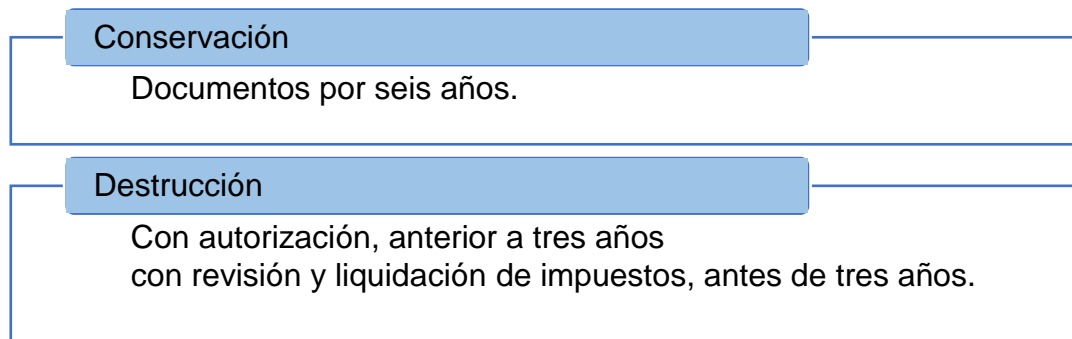 Conservación
Documentos por seis años.
Destrucción
Con autorización, anterior a tres años
con revisión y liquidación de impuestos, antes de tres años.